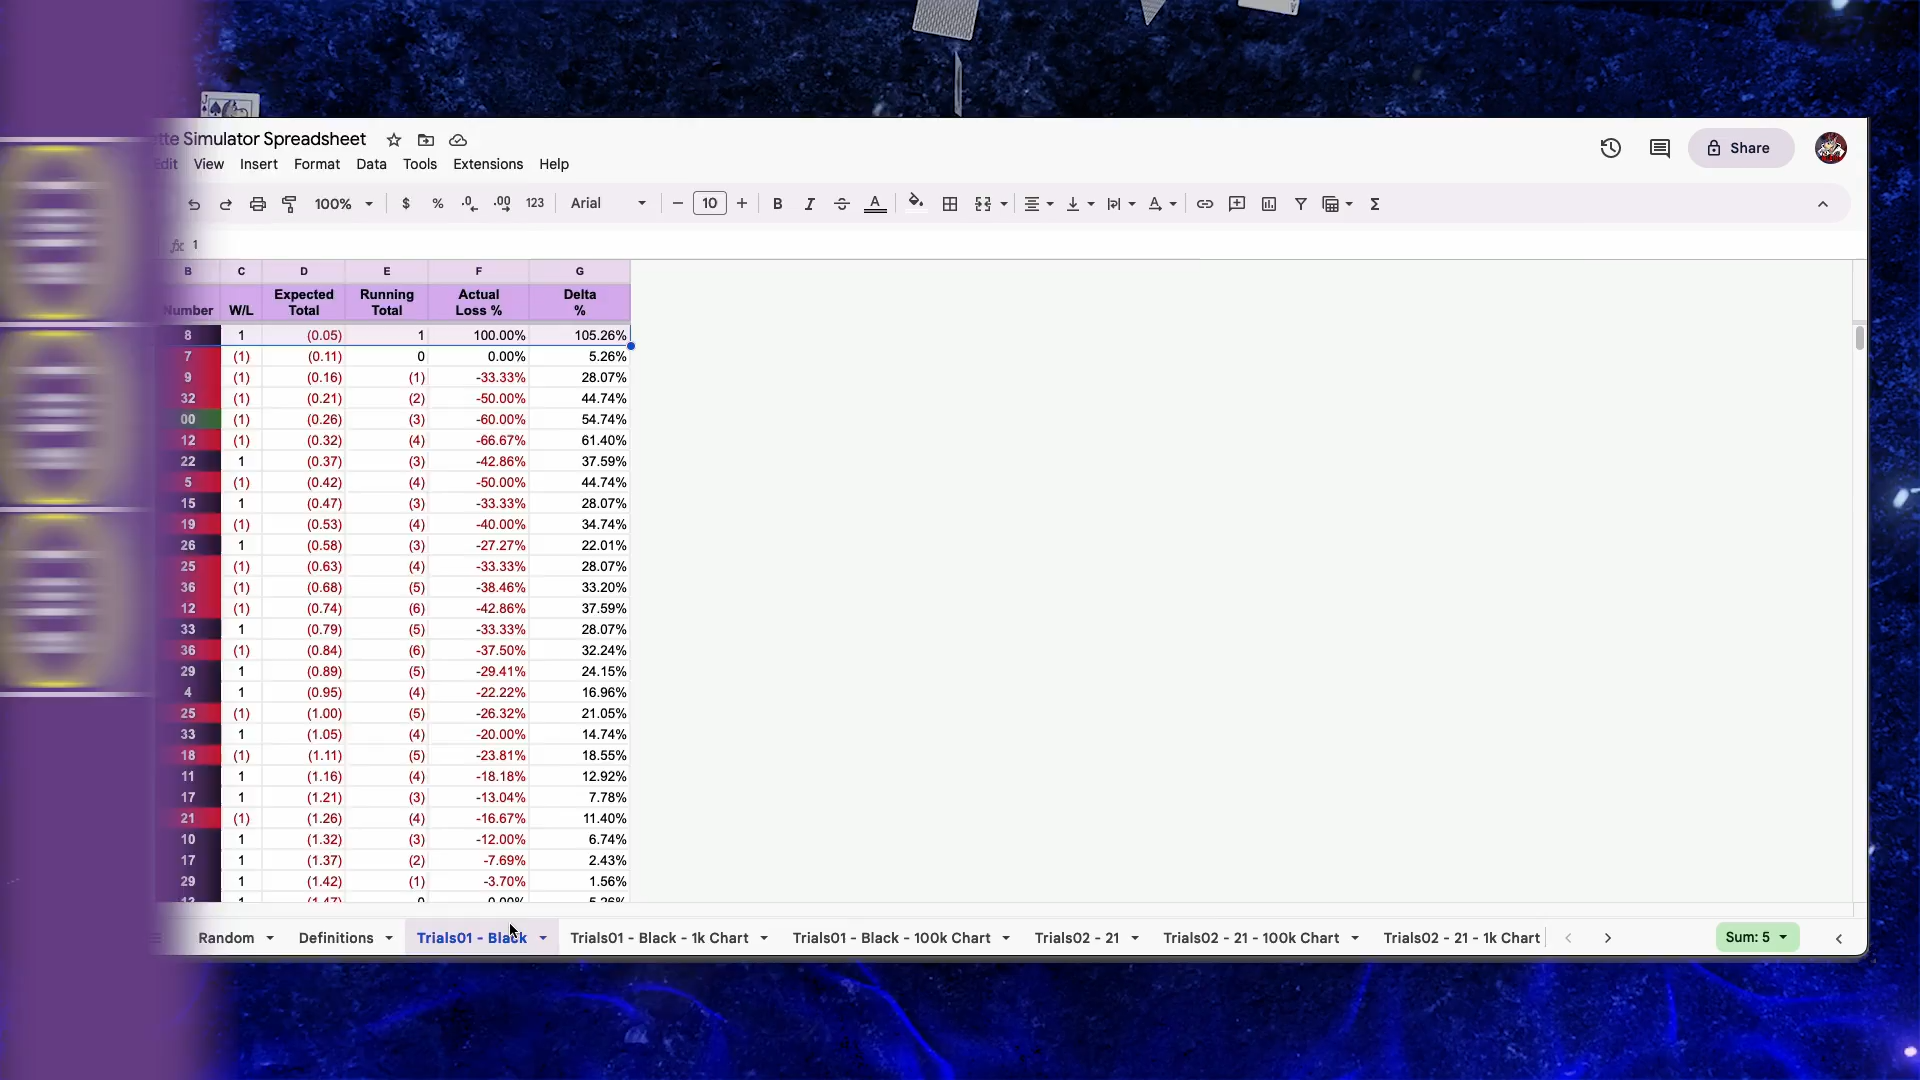 Simulator Spreadsheet
View Insert Format Data Tools Extensions Help
Share
100% $ % .0 .00 123 Arial 10 B I A Σ
fx 1
B C D E F G
Number W/L Expected Total Running Total Actual Loss % Delta %
8 1 (0.05) 1 100.00% 105.26%
7 (1) (0.11) 0 0.00% 5.26%
9 (1) (0.16) (1) -33.33% 28.07%
32 (1) (0.21) (2) -50.00% 44.74%
00 (1) (0.26) (3) -60.00% 54.74%
12 (1) (0.32) (4) -66.67% 61.40%
22 1 (0.37) (3) -42.86% 37.59%
5 (1) (0.42) (4) -50.00% 44.74%
15 1 (0.47) (3) -33.33% 28.07%
19 (1) (0.53) (4) -40.00% 34.74%
26 1 (0.58) (3) -27.27% 22.01%
25 (1) (0.63) (4) -33.33% 28.07%
36 (1) (0.68) (5) -38.46% 33.20%
12 (1) (0.74) (6) -42.86% 37.59%
33 1 (0.79) (5) -33.33% 28.07%
36 (1) (0.84) (6) -37.50% 32.24%
29 1 (0.89) (5) -29.41% 24.15%
4 1 (0.95) (4) -22.22% 16.96%
25 (1) (1.00) (5) -26.32% 21.05%
33 1 (1.05) (4) -20.00% 14.74%
18 (1) (1.11) (5) -23.81% 18.55%
11 1 (1.16) (4) -18.18% 12.92%
17 1 (1.21) (3) -13.04% 7.78%
21 (1) (1.26) (4) -16.67% 11.40%
10 1 (1.32) (3) -12.00% 6.74%
17 1 (1.37) (2) -7.69% 2.43%
29 1 (1.42) (1) -3.70% 1.56%
Random Definitions Trials01 - Black Trials01 - Black - 1k Chart Trials01 - Black - 100k Chart Trials02 - 21 Trials02 - 21 - 100k Chart Trials02 - 21 - 1k Chart Sum: 5